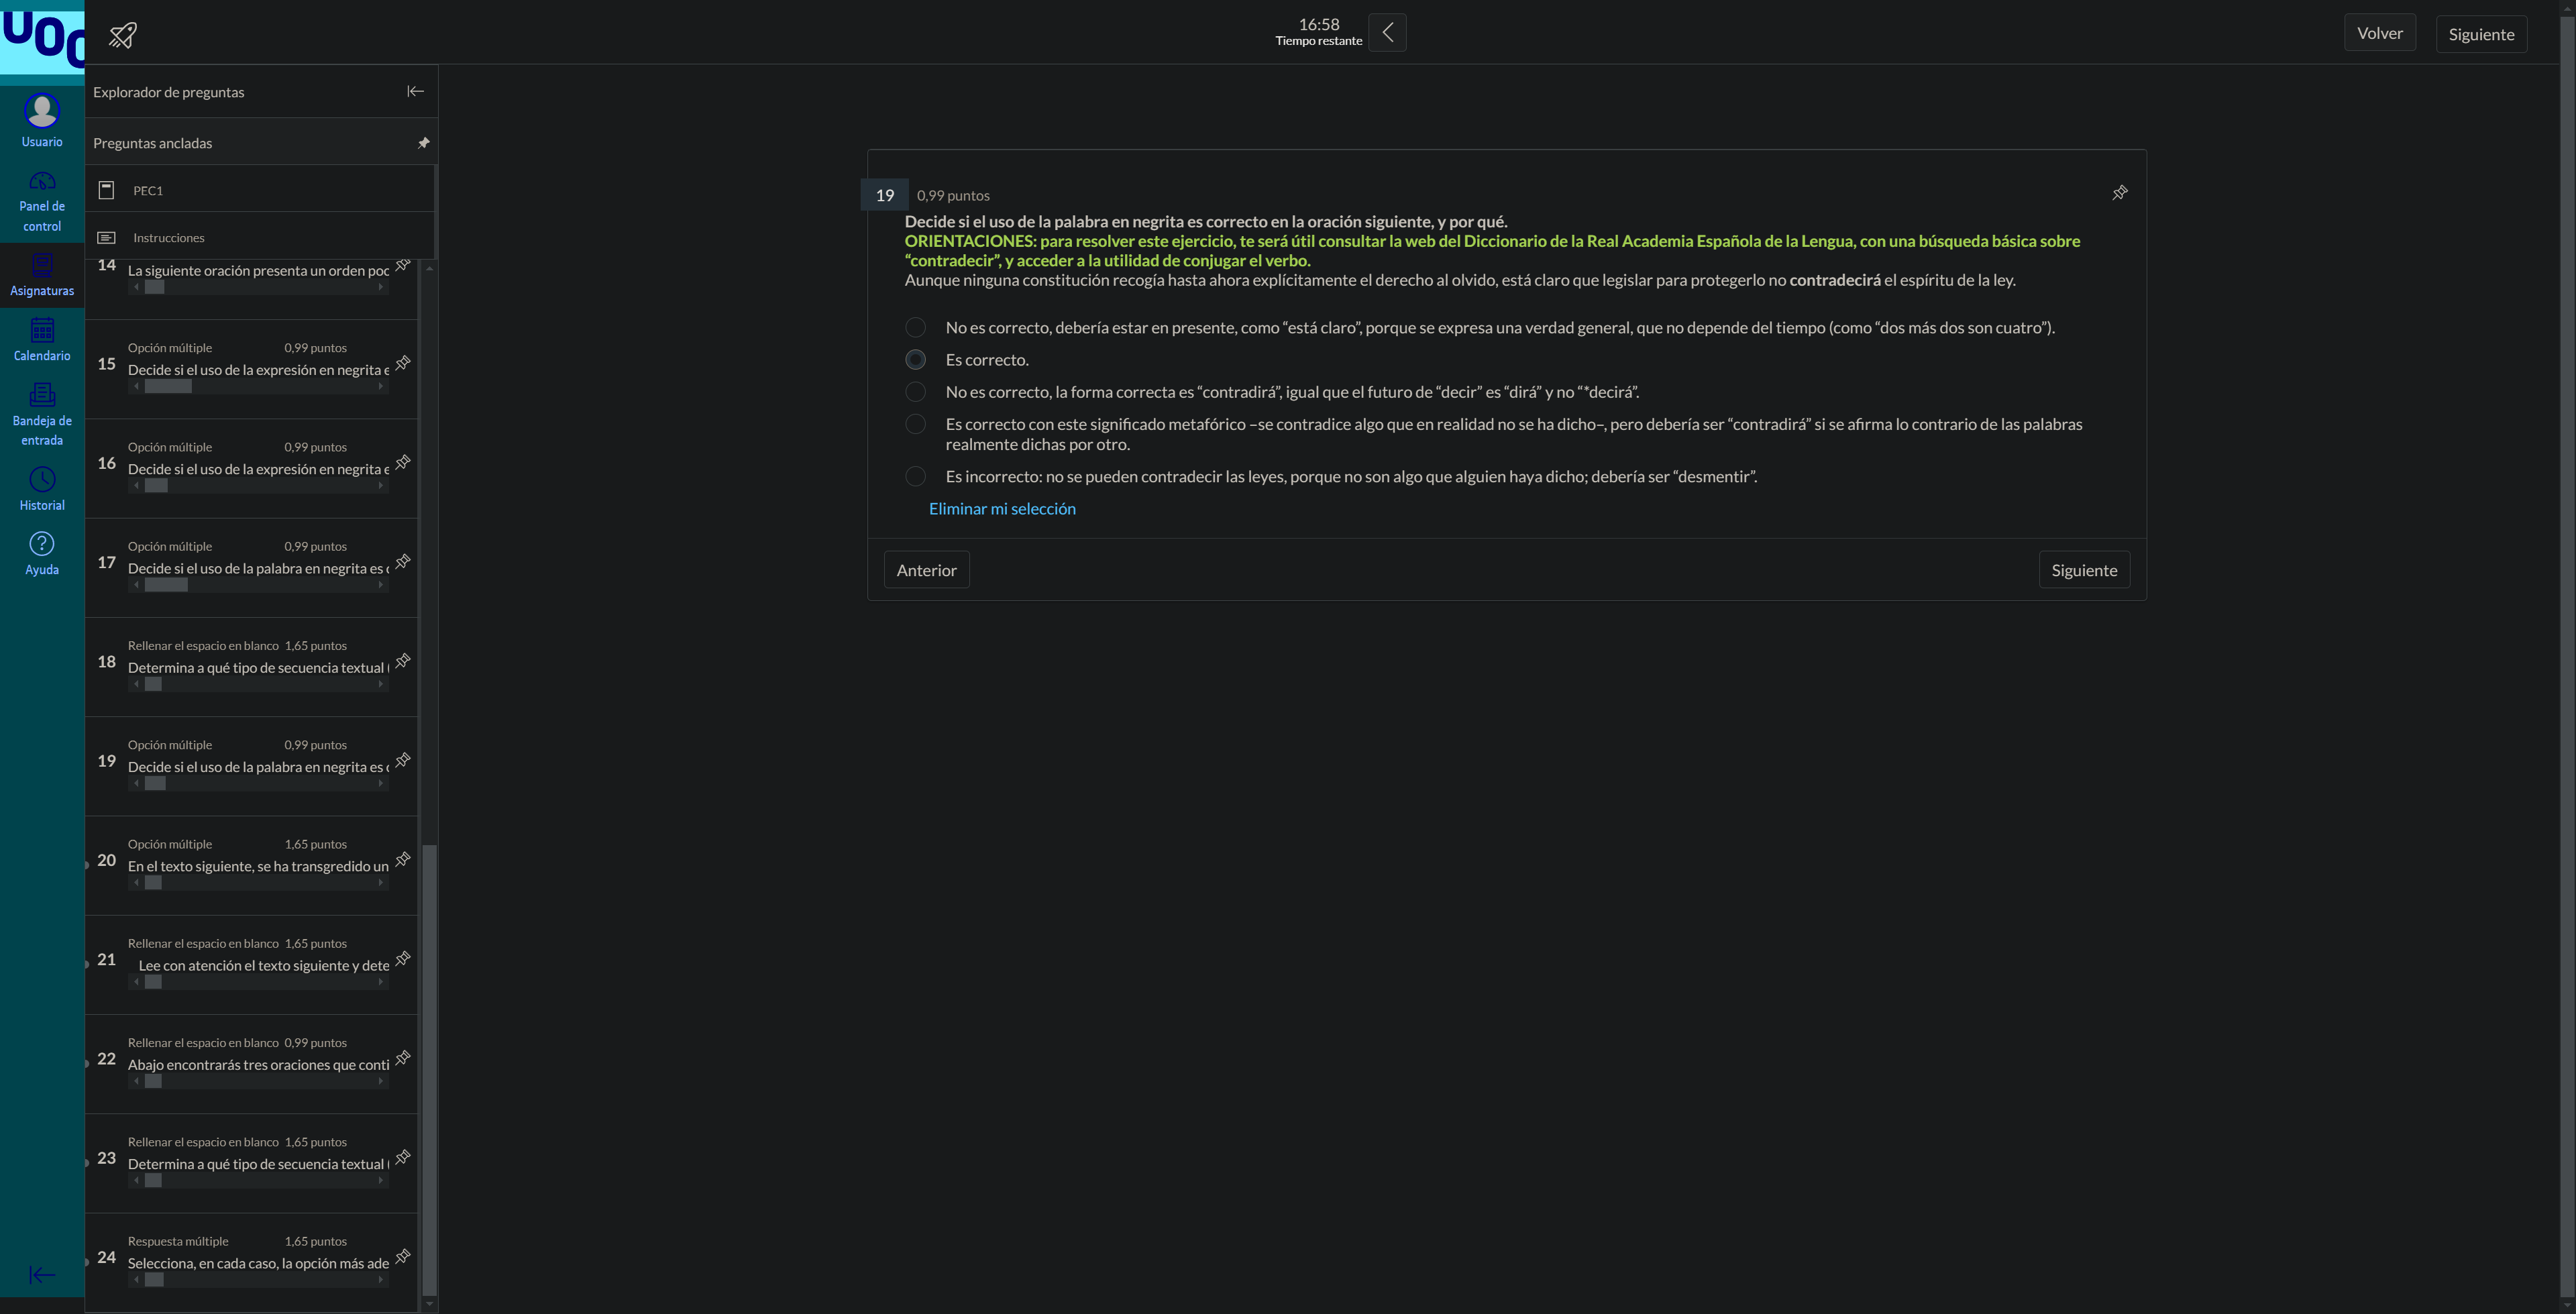 UOC
16:58
Tiempo restante
Volver
Siguiente
Usuario
Panel de
control
Asignaturas
Calendario
Bandeja de
entrada
Historial
Ayuda
Explorador de preguntas
Preguntas ancladas
PEC1
Instrucciones
14
La siguiente oración presenta un orden poc
Opción múltiple 0,99 puntos
15
Decide si el uso de la expresión en negrita e
Opción múltiple 0,99 puntos
16
Decide si el uso de la expresión en negrita e
Opción múltiple 0,99 puntos
17
Decide si el uso de la palabra en negrita es c
Rellenar el espacio en blanco 1,65 puntos
18
Determina a qué tipo de secuencia textual (
Opción múltiple 0,99 puntos
19
Decide si el uso de la palabra en negrita es c
Opción múltiple 1,65 puntos
20
En el texto siguiente, se ha transgredido un
Rellenar el espacio en blanco 1,65 puntos
21
Lee con atención el texto siguiente y dete
Rellenar el espacio en blanco 0,99 puntos
22
Abajo encontrarás tres oraciones que conti
Rellenar el espacio en blanco 1,65 puntos
23
Determina a qué tipo de secuencia textual (
Respuesta múltiple 1,65 puntos
24
Selecciona, en cada caso, la opción más ade
19 0,99 puntos
Decide si el uso de la palabra en negrita es correcto en la oración siguiente, y por qué.
ORIENTACIONES: para resolver este ejercicio, te será útil consultar la web del Diccionario de la Real Academia Española de la Lengua, con una búsqueda básica sobre
“contradecir”, y acceder a la utilidad de conjugar el verbo.
Aunque ninguna constitución recogía hasta ahora explícitamente el derecho al olvido, está claro que legislar para protegerlo no contradecirá el espíritu de la ley.
No es correcto, debería estar en presente, como “está claro”, porque se expresa una verdad general, que no depende del tiempo (como “dos más dos son cuatro”).
Es correcto.
No es correcto, la forma correcta es “contradirá”, igual que el futuro de “decir” es “dirá” y no “*decirá”.
Es correcto con este significado metafórico –se contradice algo que en realidad no se ha dicho–, pero debería ser “contradirá” si se afirma lo contrario de las palabras
realmente dichas por otro.
Es incorrecto: no se pueden contradecir las leyes, porque no son algo que alguien haya dicho; debería ser “desmentir”.
Eliminar mi selección
Anterior
Siguiente